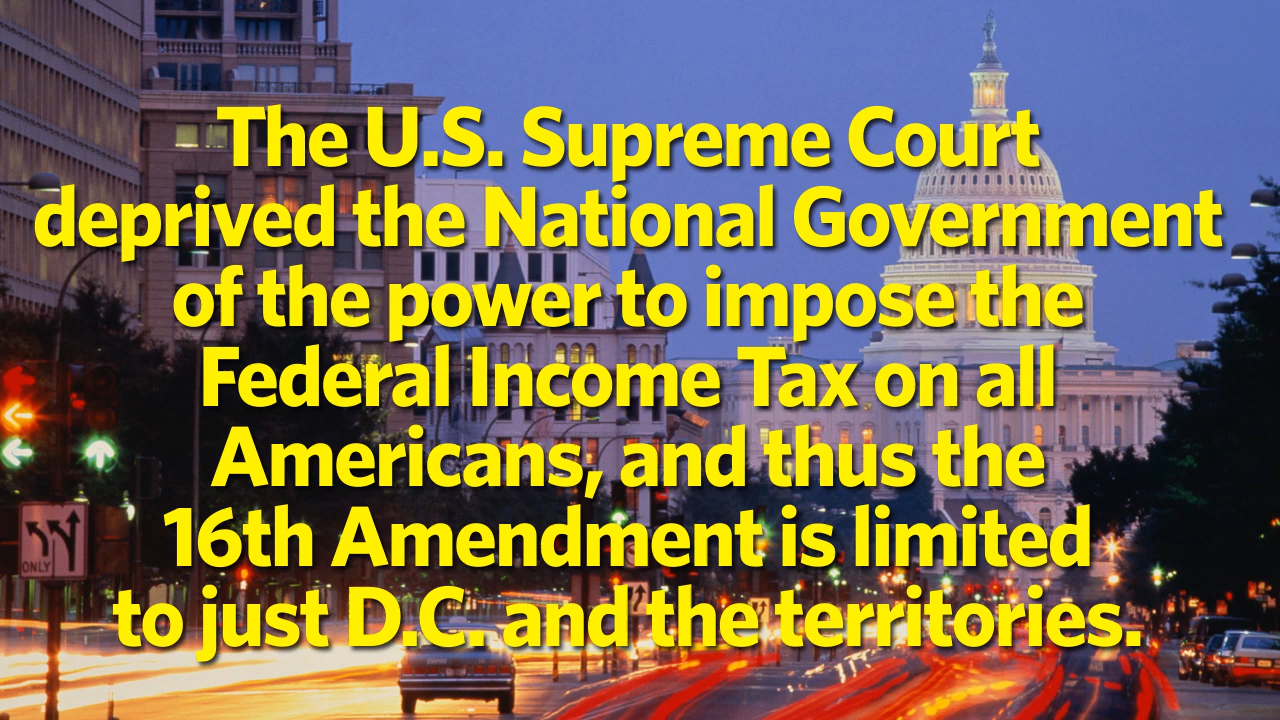 The U.S. Supreme Court
deprived the National Government
of the power to impose the
Federal Income Tax on all
Americans, and thus the
16th Amendment is limited
to just D.C. and the territories.
ONLY